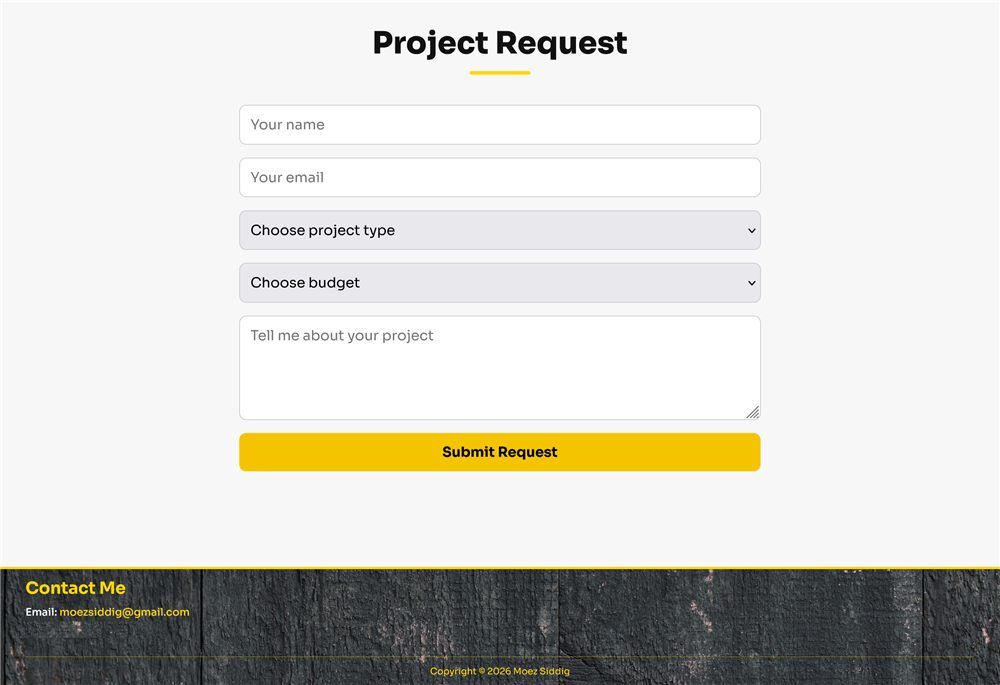 Project Request
Your name
Your email
Choose project type
Choose budget
Tell me about your project
Submit Request
Contact Me
Email: moezsiddig@gmail.com
Copyright © 2026 Moez Siddig